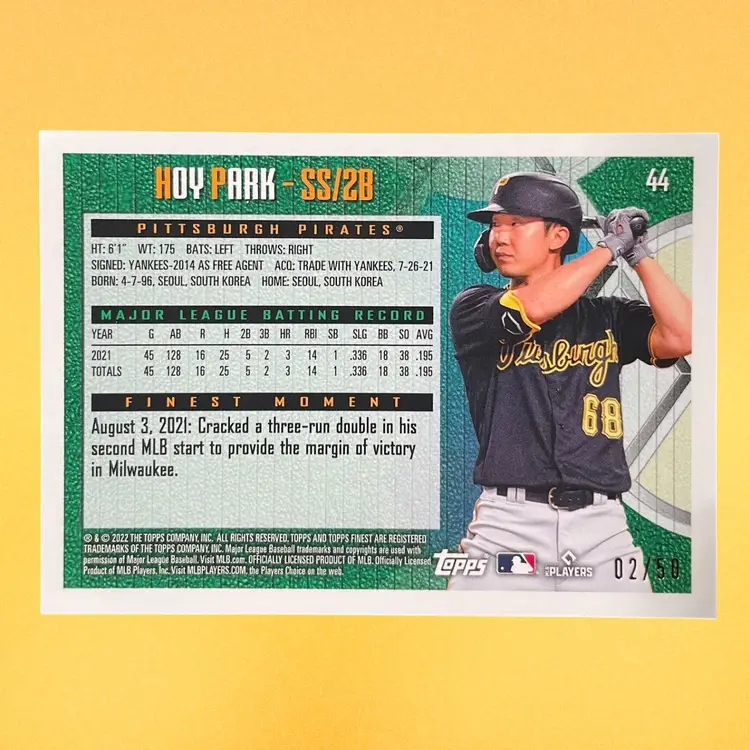 HOY PARK - SS/2B
44
PITTSBURGH PIRATES®
HT: 6'1" WT: 175 BATS: LEFT THROWS: RIGHT
SIGNED: YANKEES-2014 AS FREE AGENT ACQ: TRADE WITH YANKEES, 7-26-21
BORN: 4-7-96, SEOUL, SOUTH KOREA HOME: SEOUL, SOUTH KOREA
MAJOR LEAGUE BATTING RECORD
YEAR G AB R H 2B 3B HR RBI SB SLG BB SO AVG
2021 45 128 16 25 5 2 3 14 1 .336 18 38 .195
TOTALS 45 128 16 25 5 2 3 14 1 .336 18 38 .195
FINEST MOMENT
August 3, 2021: Cracked a three-run double in his
second MLB start to provide the margin of victory
in Milwaukee.
P
Pittsburgh
68
® & © 2022 THE TOPPS COMPANY, INC. ALL RIGHTS RESERVED. TOPPS AND TOPPS FINEST ARE REGISTERED
TRADEMARKS OF THE TOPPS COMPANY, INC. Major League Baseball trademarks and copyrights are used with
permission of Major League Baseball. Visit MLB.com. OFFICIALLY LICENSED PRODUCT OF MLB. Officially Licensed
Product of MLB Players, Inc. Visit MLBPLAYERS.com, the Players Choice on the web.
topps
PLAYERS
02/50